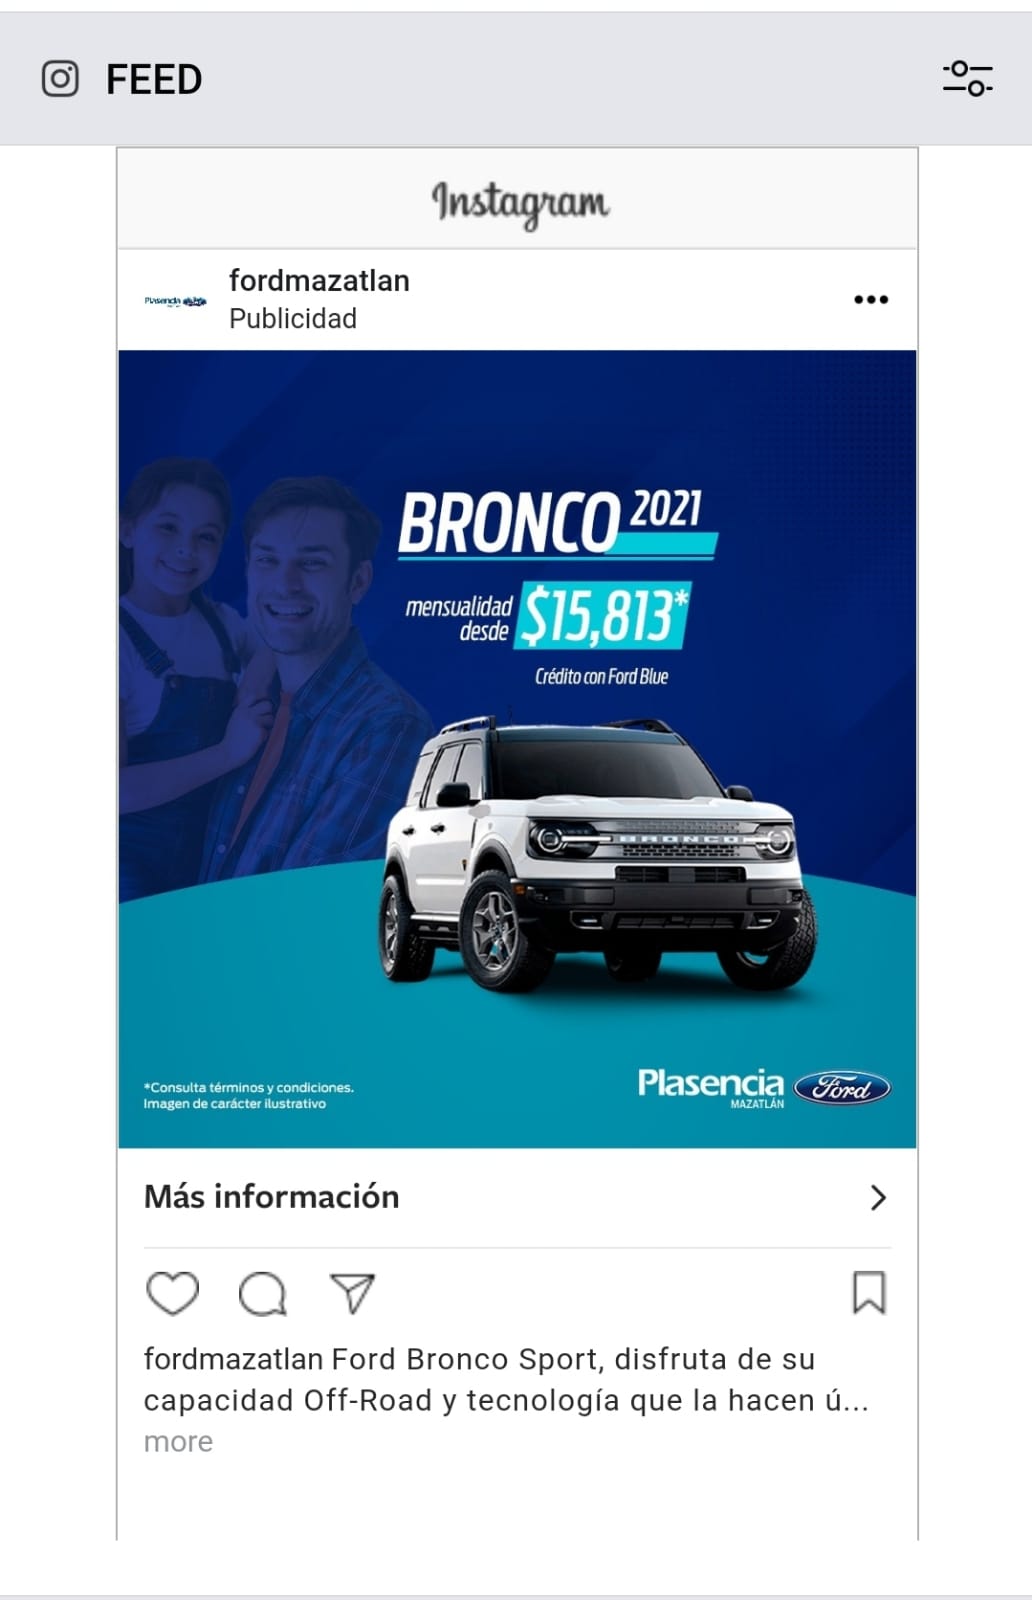 FEED
Instagram
Plasencia
fordmazatlan
Publicidad
BRONCO 2021
mensualidad
desde $15,813*
Crédito con Ford Blue
BRONCO
*Consulta términos y condiciones.
Imagen de carácter ilustrativo
Plasencia
MAZATLÁN
Ford
Más información
fordmazatlan Ford Bronco Sport, disfruta de su
capacidad Off-Road y tecnología que la hacen ú...
more